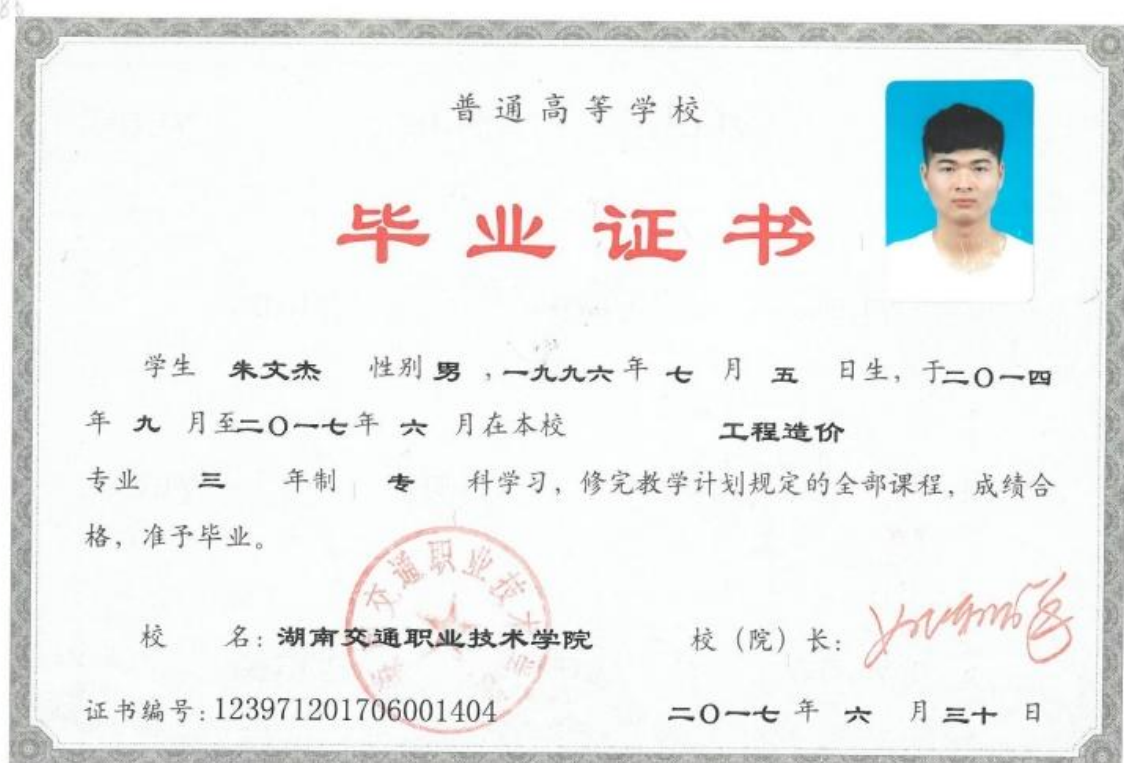 普通高等学校
毕业证书
学生 朱文杰 性别 男 ,一九九六 年 七 月 五 日生, 于二〇一四
年 九 月至二〇一七年 六 月在本校 工程造价
专业 三 年制 专 科学习, 修完教学计划规定的全部课程, 成绩合
格, 准予毕业。
校 名: 湖南交通职业技术学院 校 (院) 长:
证书编号: 123971201706001404 二〇一七 年 六 月 三十 日